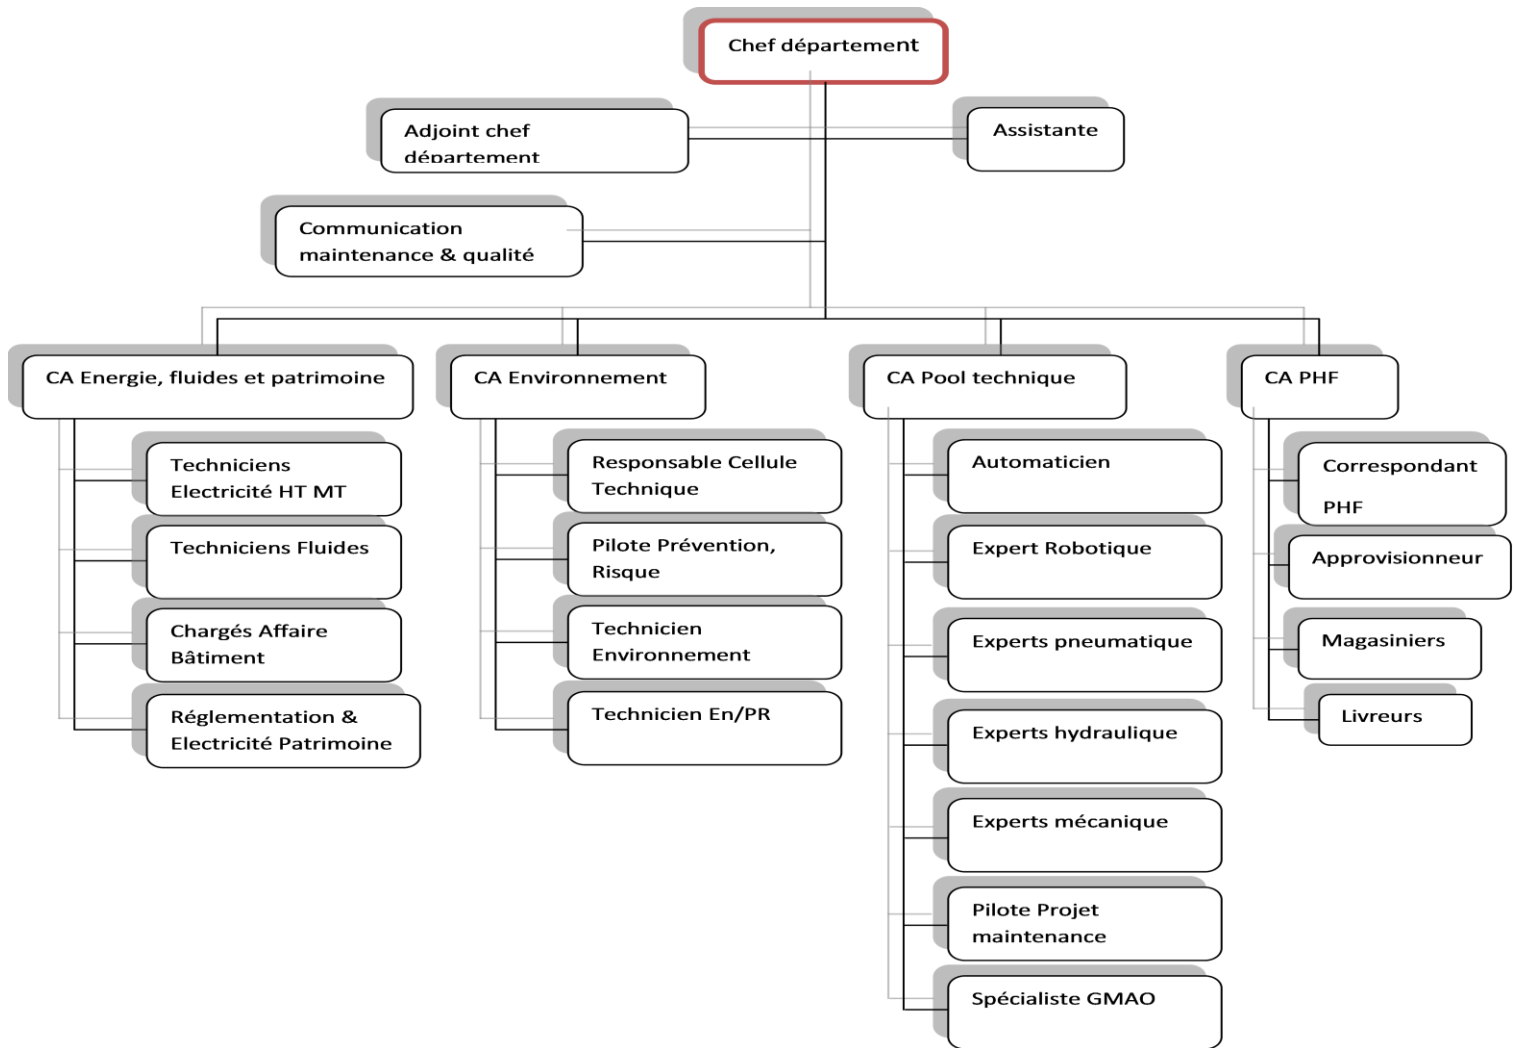 Chef département
Adjoint chef
département
Assistante
Communication
maintenance & qualité
CA Energie, fluides et patrimoine
Techniciens
Electricité HT MT
Techniciens Fluides
Chargés Affaire
Bâtiment
Réglementation &
Electricité Patrimoine
CA Environnement
Responsable Cellule
Technique
Pilote Prévention,
Risque
Technicien
Environnement
Technicien En/PR
CA Pool technique
Automaticien
Expert Robotique
Experts pneumatique
Experts hydraulique
Experts mécanique
Pilote Projet
maintenance
Spécialiste GMAO
CA PHF
Correspondant
PHF
Approvisionneur
Magasiniers
Livreurs